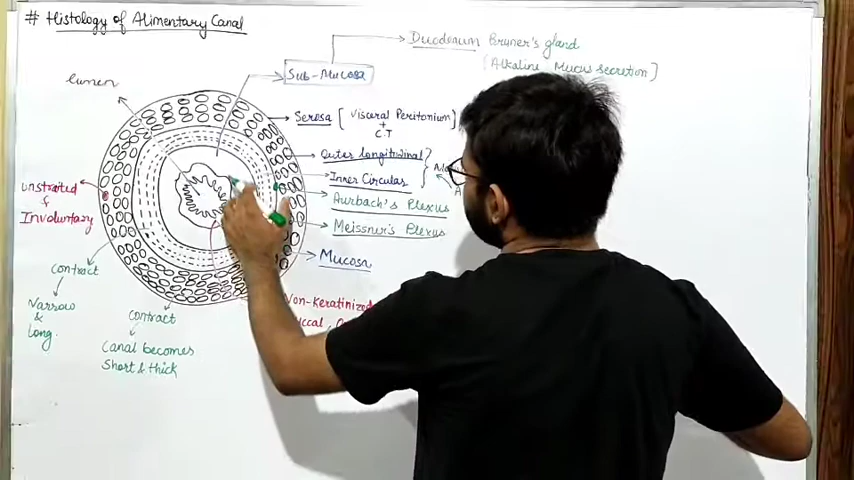 # Histology of Alimentary Canal
Duodenum Bruner's gland
[Alkaline Mucus secretion]
Sub-Mucosa
lumen
Serosa [Visceral Peritonium]
+
C.T
Outer longitudinal
Inner Circular
Aurbach's Plexus
Meissner's Plexus
Mucosa
unstraited
&
Involuntary
contract
Narrow
&
long.
contract
Canal becomes
Short & thick
Non-Keratinized